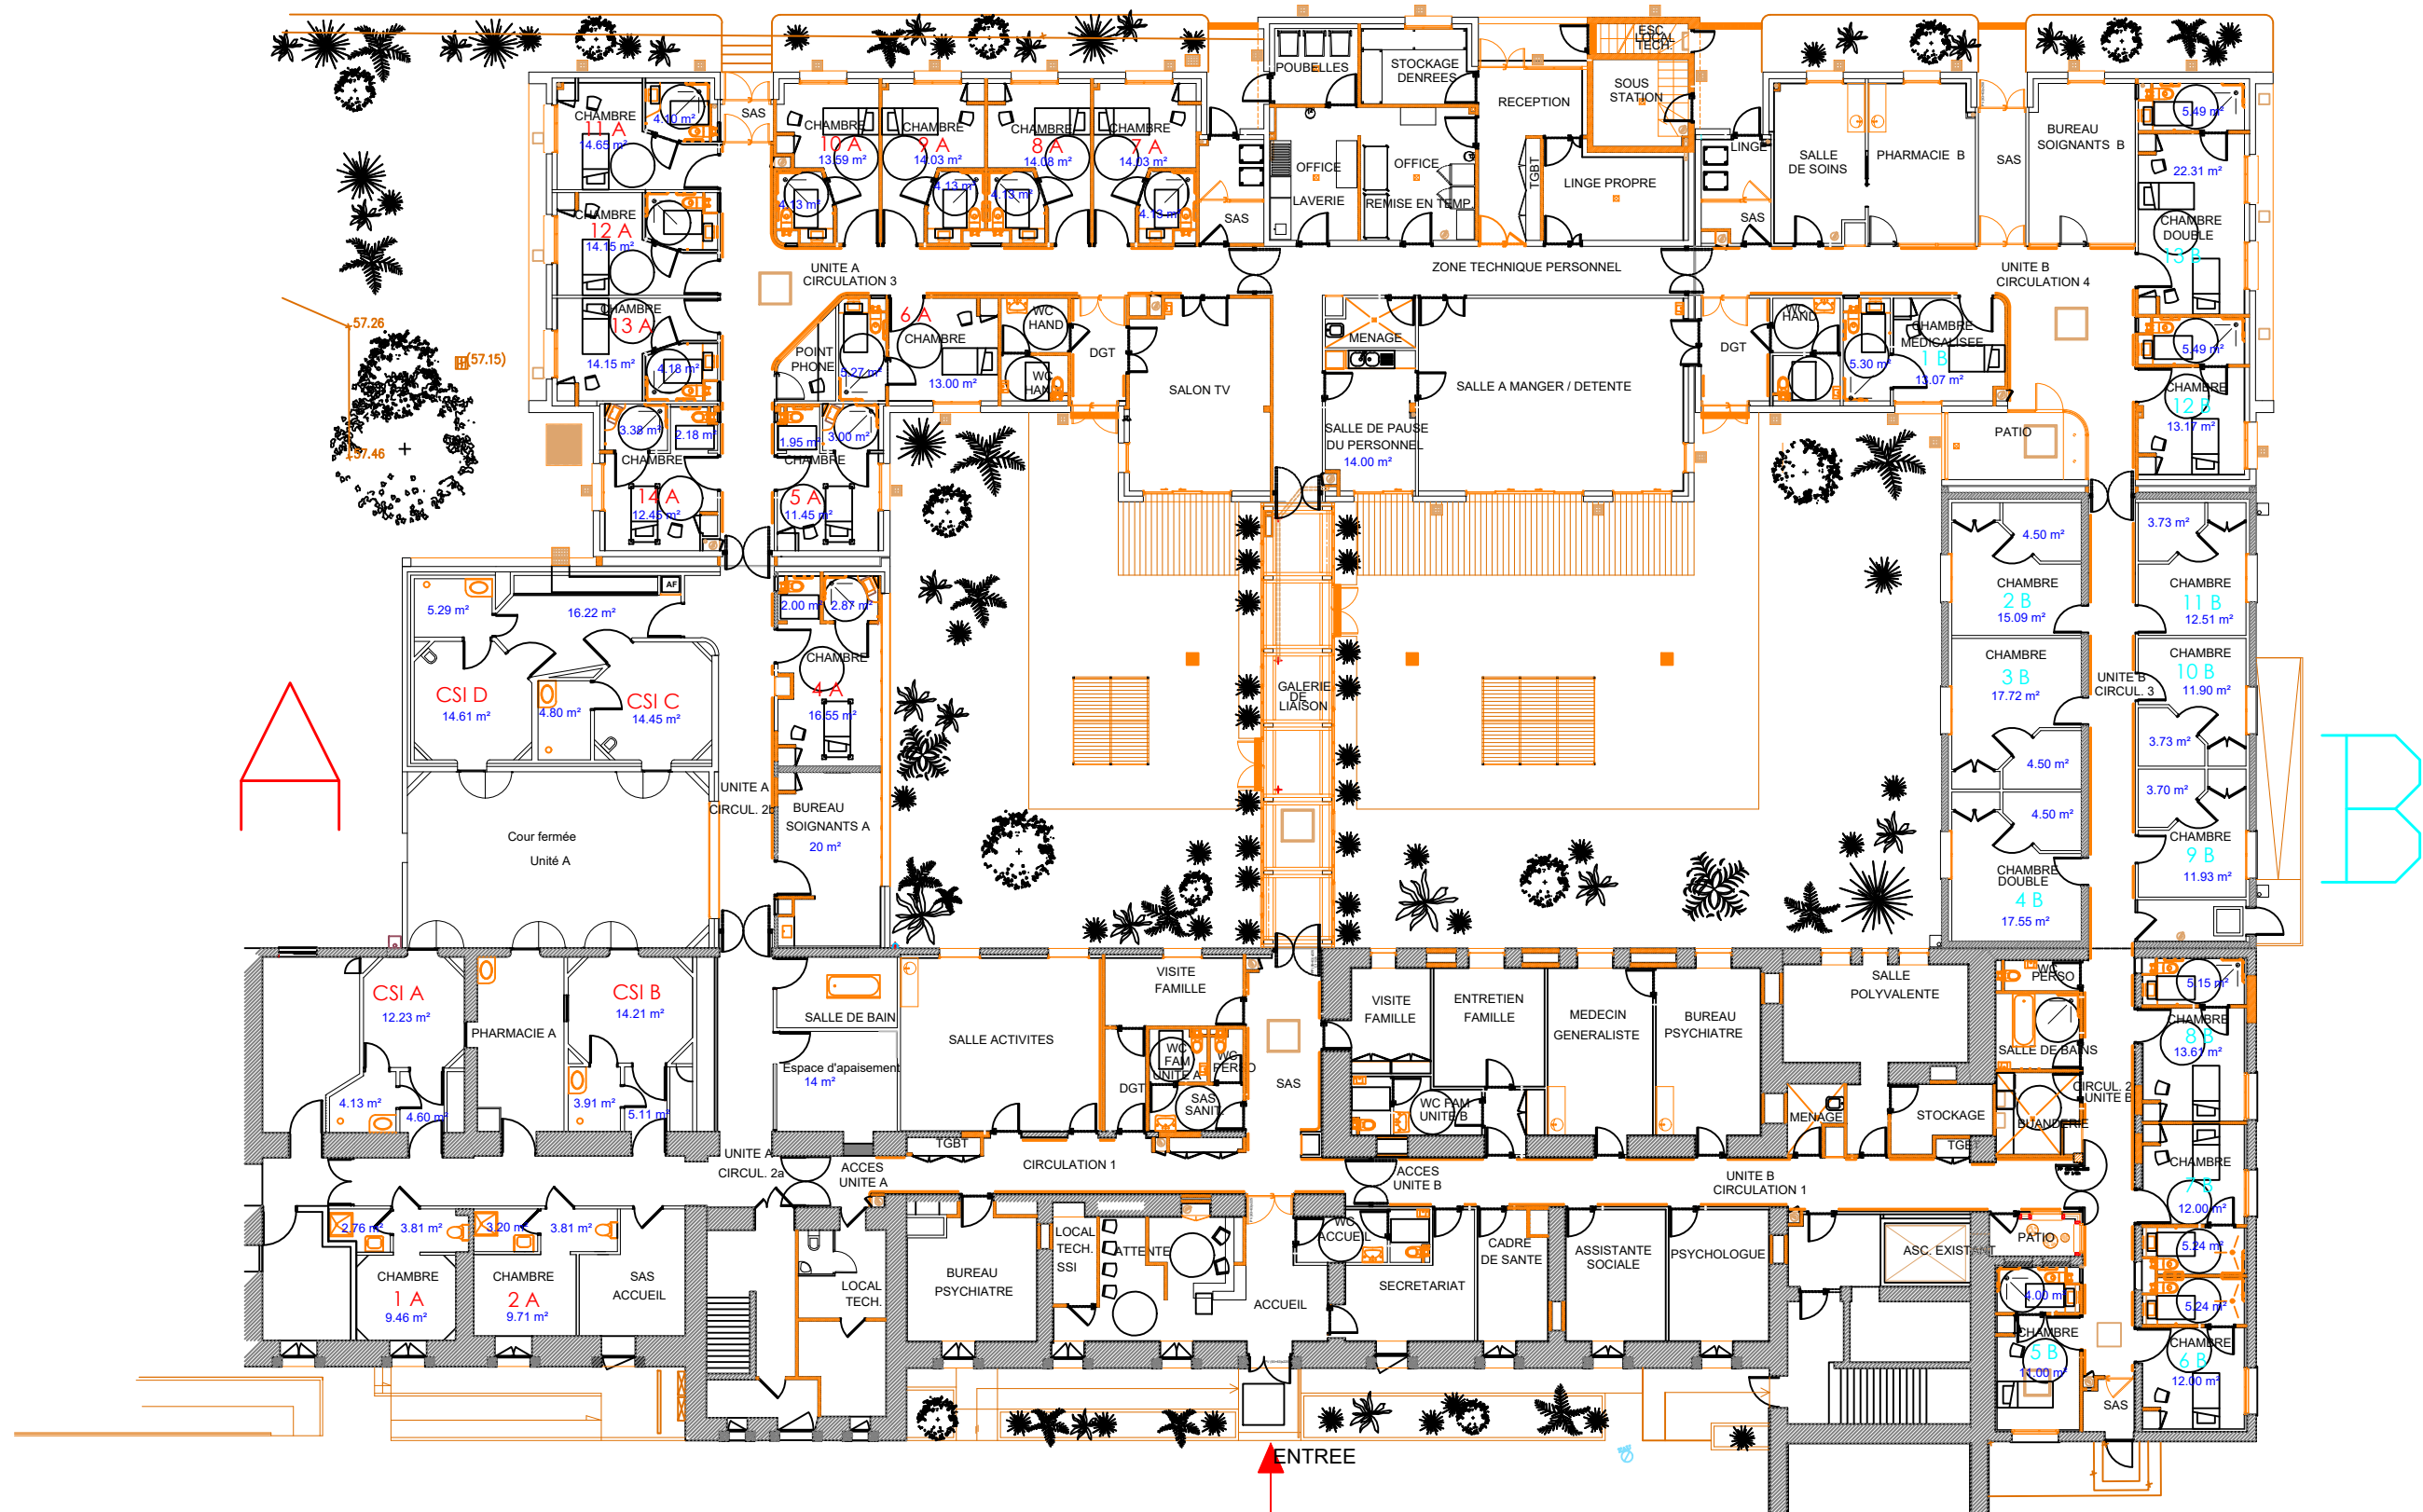 ESC.
LOCAL
TECH.
POUBELLES
STOCKAGE
DENREES
SOUS
STATION
RECEPTION
CHAMBRE
11 A
14.65 m²
4.10 m²
SAS
CHAMBRE
10 A
13.59 m²
4.13 m²
CHAMBRE
9 A
14.03 m²
4.13 m²
CHAMBRE
8 A
14.08 m²
4.13 m²
CHAMBRE
7 A
14.03 m²
4.13 m²
SAS
OFFICE
LAVERIE
OFFICE
REMISE EN TEMP.
TGBT
LINGE PROPRE
LINGE
SAS
SALLE
DE SOINS
PHARMACIE B
SAS
BUREAU
SOIGNANTS B
5.49 m²
22.31 m²
CHAMBRE
DOUBLE
13 B
CHAMBRE
12 A
14.15 m²
CHAMBRE
13 A
14.15 m²
4.18 m²
UNITE A
CIRCULATION 3
ZONE TECHNIQUE PERSONNEL
UNITE B
CIRCULATION 4
57.26
(57.15)
57.46
POINT
PHONE
5.27 m²
6 A
CHAMBRE
13.00 m²
WC
HAND
WC
HAND
DGT
SALON TV
MENAGE
SALLE A MANGER / DETENTE
SALLE DE PAUSE
DU PERSONNEL
14.00 m²
DGT
WC
HAND
5.30 m²
CHAMBRE
MEDICALISEE
1 B
13.07 m²
5.49 m²
CHAMBRE
12 B
13.17 m²
PATIO
3.38 m²
2.18 m²
CHAMBRE
14 A
12.45 m²
1.95 m²
3.00 m²
CHAMBRE
5 A
11.45 m²
AF
5.29 m²
16.22 m²
2.00 m²
2.87 m²
CHAMBRE
4 A
16.55 m²
CSI D
14.61 m²
4.80 m²
CSI C
14.45 m²
GALERIE
DE
LIAISON
4.50 m²
CHAMBRE
2 B
15.09 m²
3.73 m²
CHAMBRE
11 B
12.51 m²
CHAMBRE
3 B
17.72 m²
4.50 m²
UNITE B
CIRCUL. 3
CHAMBRE
10 B
11.90 m²
3.73 m²
3.70 m²
4.50 m²
CHAMBRE
DOUBLE
4 B
17.55 m²
CHAMBRE
9 B
11.93 m²
UNITE A
CIRCUL. 2b
BUREAU
SOIGNANTS A
20 m²
Cour fermée
Unité A
A
B
CSI A
12.23 m²
4.13 m²
4.60 m²
PHARMACIE A
CSI B
14.21 m²
3.91 m²
5.11 m²
SALLE DE BAIN
Espace d'apaisement
14 m²
SALLE ACTIVITES
VISITE
FAMILLE
DGT
WC
FAM
UNITE A
WC
PERSO
SAS
SANIT.
SAS
VISITE
FAMILLE
WC FAM
UNITE B
ENTRETIEN
FAMILLE
MEDECIN
GENERALISTE
BUREAU
PSYCHIATRE
SALLE
POLYVALENTE
MENAGE
STOCKAGE
TGBT
WC
PERSO
SALLE DE BAINS
BUANDERIE
CIRCUL. 2
UNITE B
5.15 m²
CHAMBRE
8 B
13.61 m²
CHAMBRE
7 B
12.00 m²
5.24 m²
5.24 m²
CHAMBRE
6 B
12.00 m²
UNITE A
CIRCUL. 2a
ACCES
UNITE A
TGBT
CIRCULATION 1
ACCES
UNITE B
UNITE B
CIRCULATION 1
2.76 m²
3.81 m²
CHAMBRE
1 A
9.46 m²
3.20 m²
3.81 m²
CHAMBRE
2 A
9.71 m²
SAS
ACCUEIL
LOCAL
TECH.
BUREAU
PSYCHIATRE
LOCAL
TECH.
SSI
ATTENTE
ACCUEIL
WC
ACCUEIL
SECRETARIAT
CADRE
DE SANTE
ASSISTANTE
SOCIALE
PSYCHOLOGUE
ASC. EXISTANT
PATIO
4.00 m²
CHAMBRE
5 B
11.00 m²
SAS
ENTREE